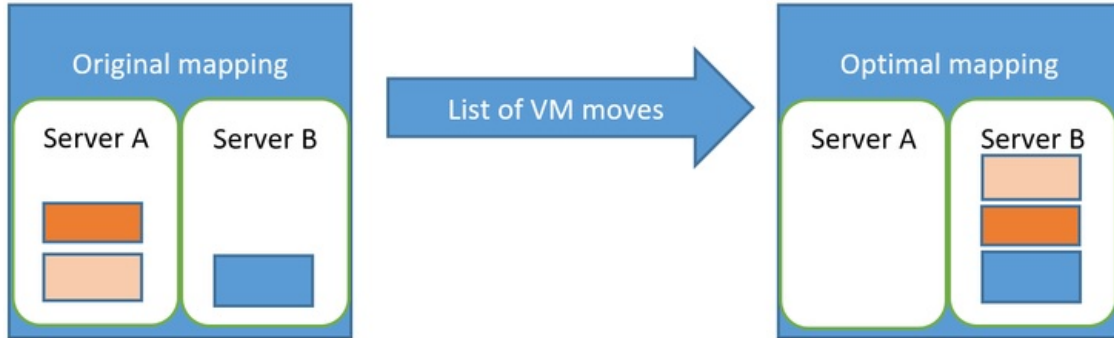 Original mapping
Server A
Server B
List of VM moves
Optimal mapping
Server A
Server B